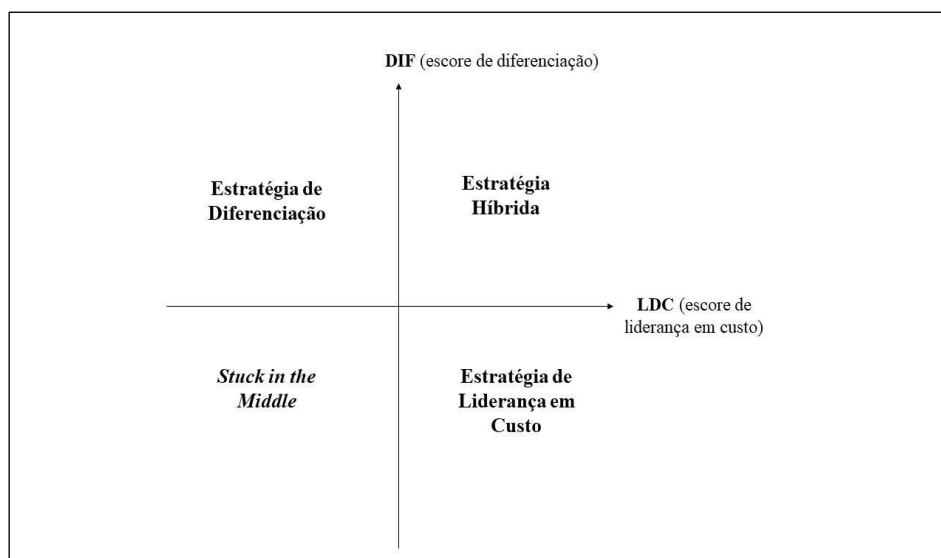 DIF (escore de diferenciação)
Estratégia de
Diferenciação
Estratégia
Híbrida
LDC (escore de
liderança em custo)
Stuck in the
Middle
Estratégia de
Liderança em
Custo